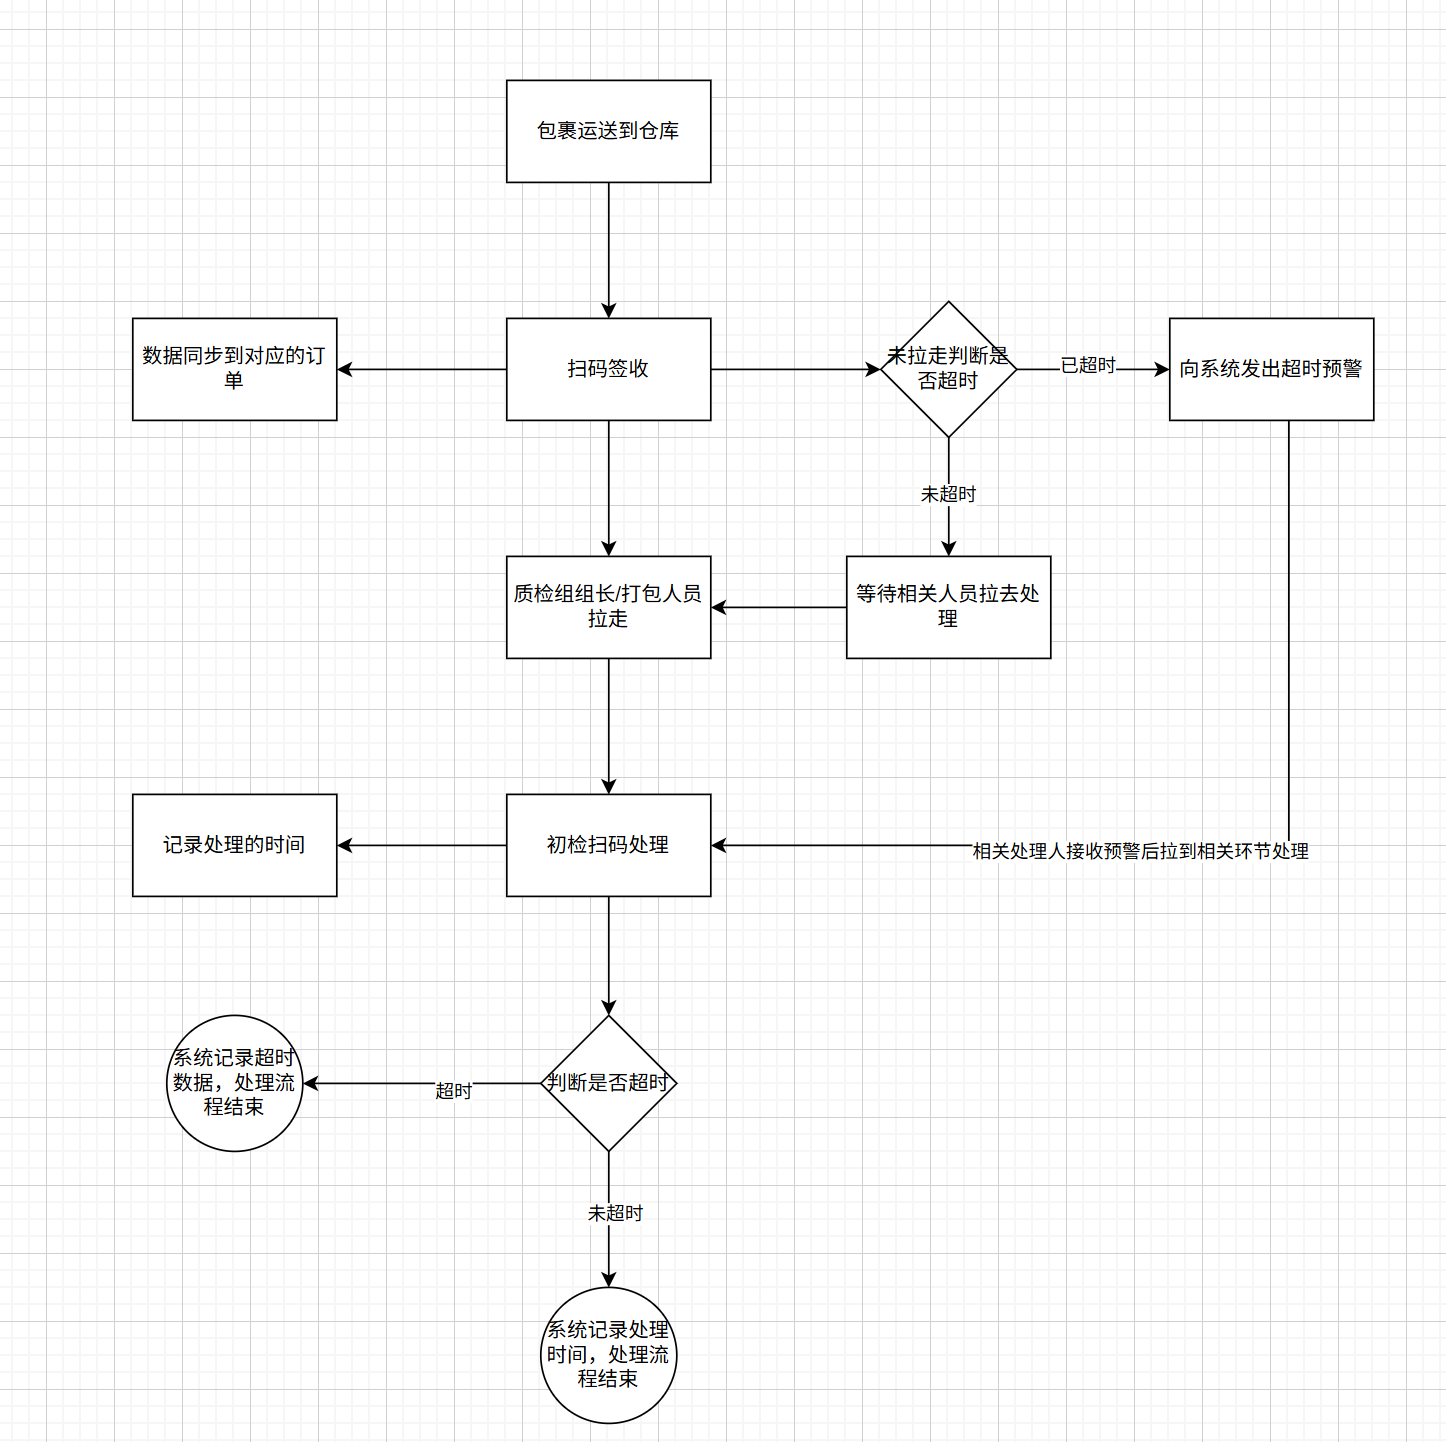 包裹运送到仓库
数据同步到对应的订
单
扫码签收
未拉走判断是
否超时
已超时
向系统发出超时预警
未超时
质检组组长/打包人员
拉走
等待相关人员拉去处
理
记录处理的时间
初检扫码处理
相关处理人接收预警后拉到相关环节处理
系统记录超时
数据，处理流
程结束
超时
判断是否超时
未超时
系统记录处理
时间，处理流
程结束